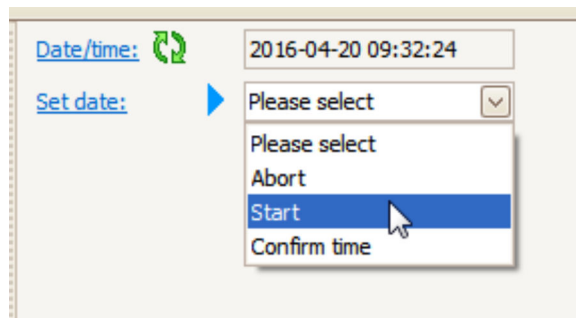 Date/time: 2016-04-20 09:32:24
Set date: Please select
Please select
Abort
Start
Confirm time